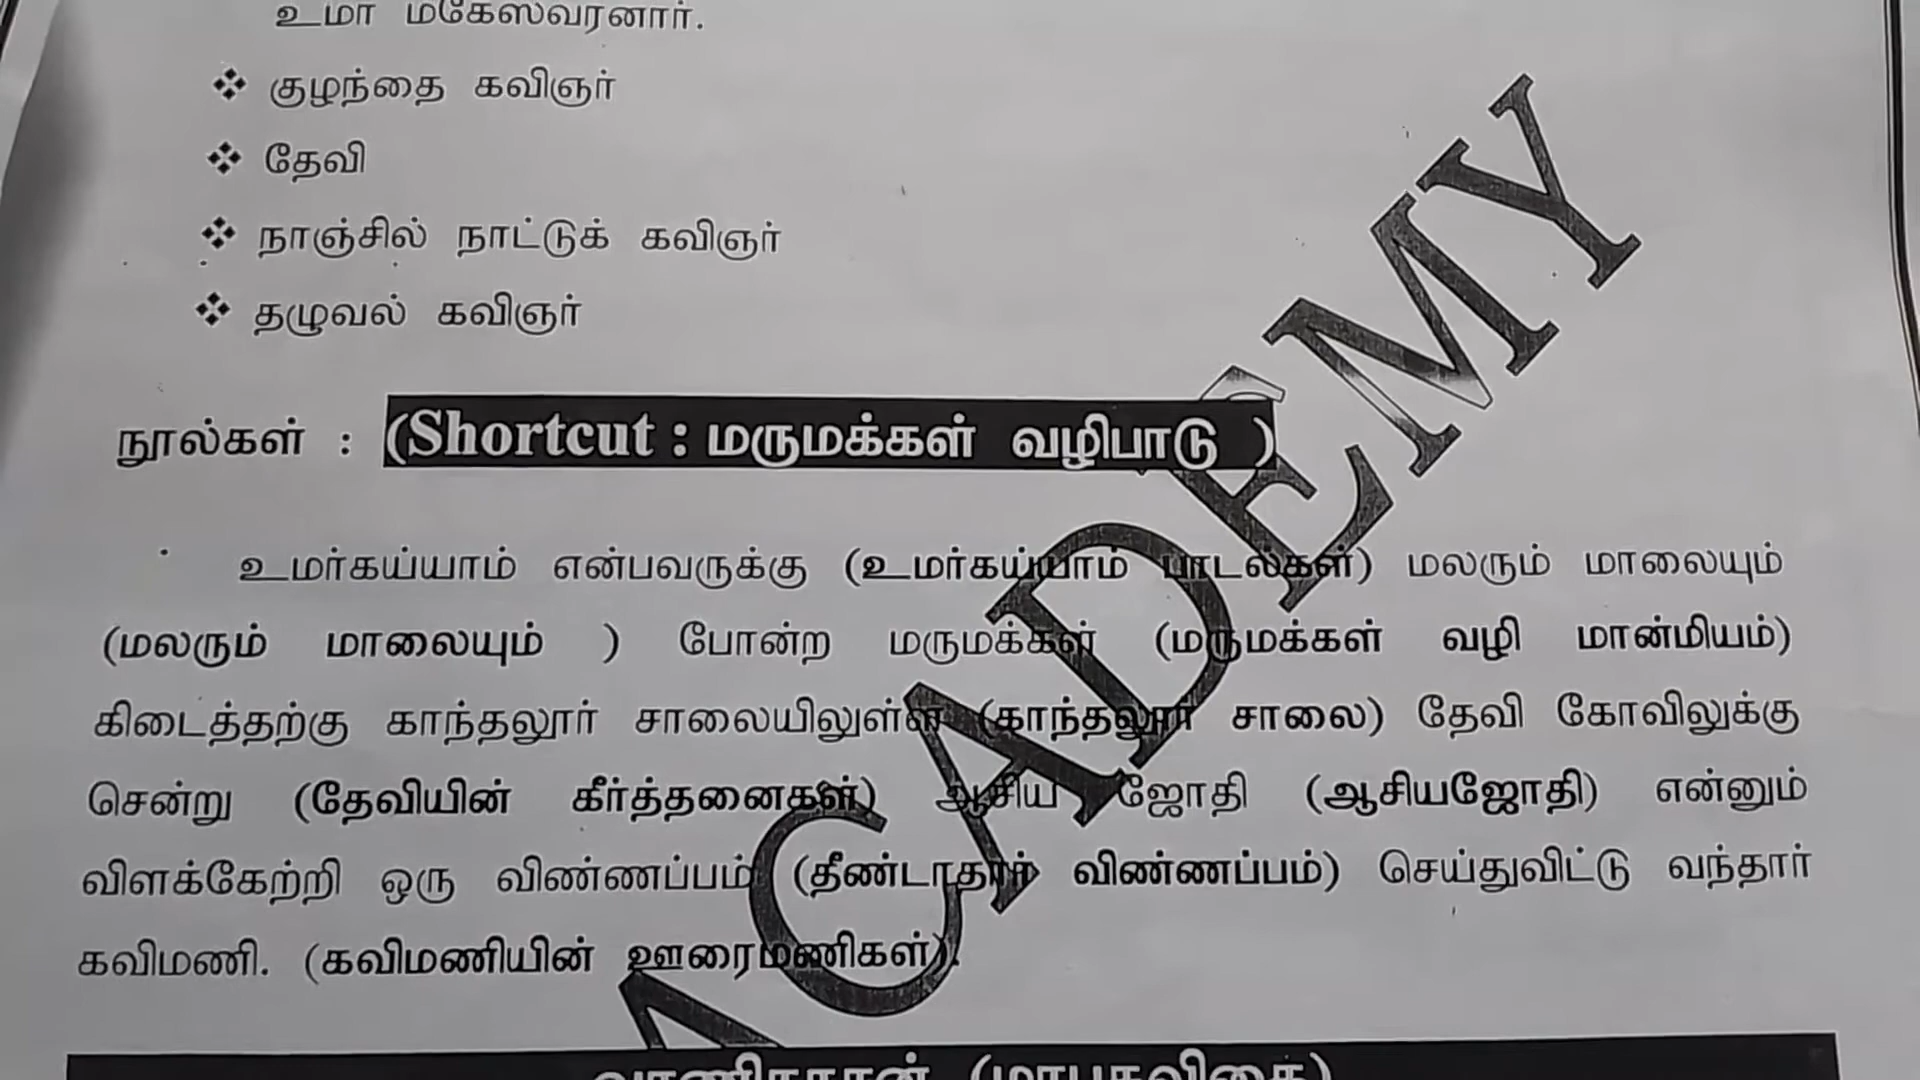 உமா மகேஸ்வரனார்.
❖ குழந்தை கவிஞர்
❖ தேவி
❖ நாஞ்சில் நாட்டுக் கவிஞர்
❖ தழுவல் கவிஞர்
நூல்கள் : (Shortcut : மருமக்கள் வழிபாடு )
உமர்கய்யாம் என்பவருக்கு (உமர்கய்யாம் பாடல்கள்) மலரும் மாலையும்
(மலரும் மாலையும் ) போன்ற மருமக்கள் (மருமக்கள் வழி மான்மியம்)
கிடைத்தற்கு காந்தலூர் சாலையிலுள்ள (காந்தலூர் சாலை) தேவி கோவிலுக்கு
சென்று (தேவியின் கீர்த்தனைகள்) ஆசிய ஜோதி (ஆசியஜோதி) என்னும்
விளக்கேற்றி ஒரு விண்ணப்பம் (தீண்டாதார் விண்ணப்பம்) செய்துவிட்டு வந்தார்
கவிமணி. (கவிமணியின் ஊரைமணிகள்).
ACADEMY